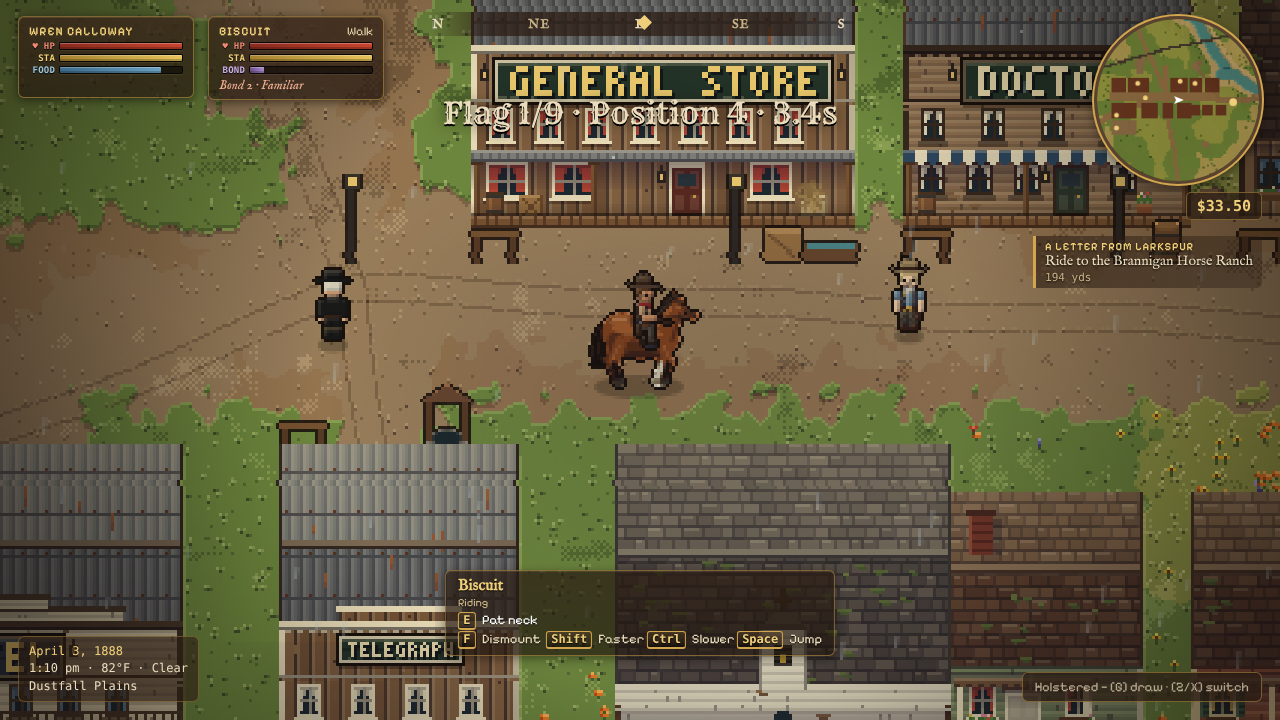 WREN CALLOWAY
HP
STA
FOOD
BISCUIT Walk
HP
STA
BOND
Bond 2 · Familiar
N NE E SE S
GENERAL STORE
DOCTO
Flag 1/9 · Position 4 · 3.4s
$33.50
A LETTER FROM LARKSPUR
Ride to the Brannigan Horse Ranch
194 yds
Biscuit
Riding
E Pat neck
F Dismount Shift Faster Ctrl Slower Space Jump
TELEGRAPH
E
April 3, 1888
1:10 pm · 82°F · Clear
Dustfall Plains
Holstered - (G) draw · (Z/X) switch